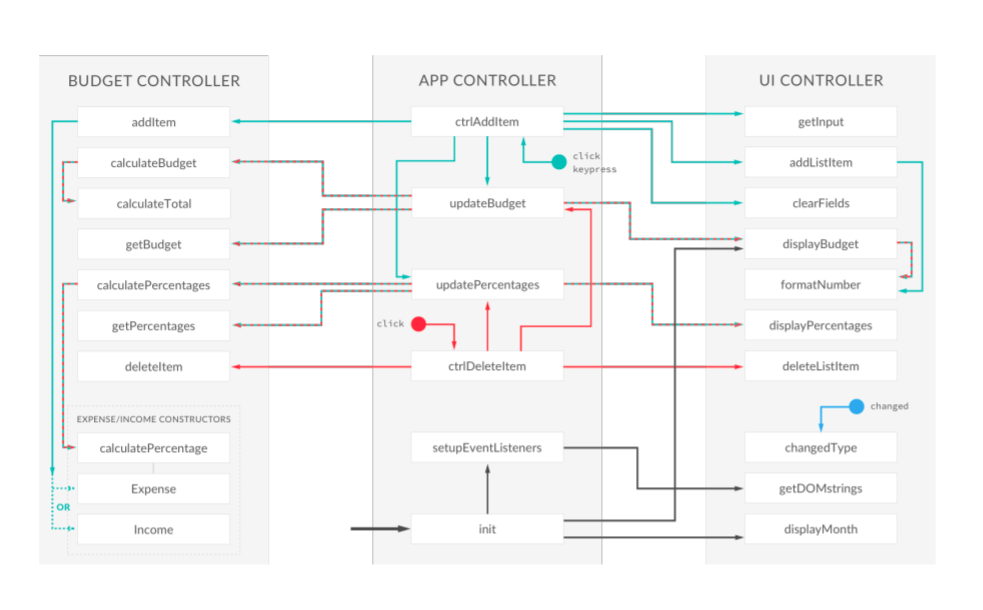 BUDGET CONTROLLER
APP CONTROLLER
UI CONTROLLER
addItem
ctrlAddItem
getInput
calculateBudget
click
keypress
addListItem
calculateTotal
updateBudget
clearFields
getBudget
displayBudget
calculatePercentages
updatePercentages
formatNumber
getPercentages
click
displayPercentages
deleteItem
ctrlDeleteItem
deleteListItem
changed
EXPENSE/INCOME CONSTRUCTORS
calculatePercentage
setupEventListeners
changedType
Expense
getDOMstrings
OR
Income
init
displayMonth